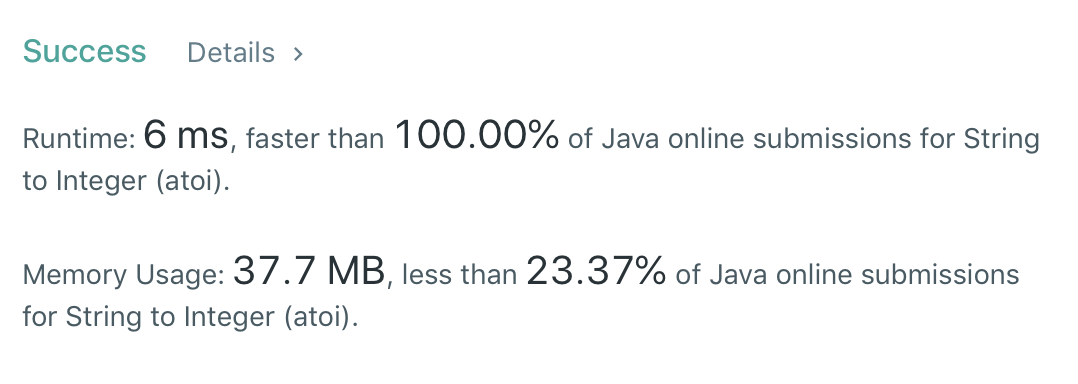 Success Details >
Runtime: 6 ms, faster than 100.00% of Java online submissions for String
to Integer (atoi).
Memory Usage: 37.7 MB, less than 23.37% of Java online submissions
for String to Integer (atoi).